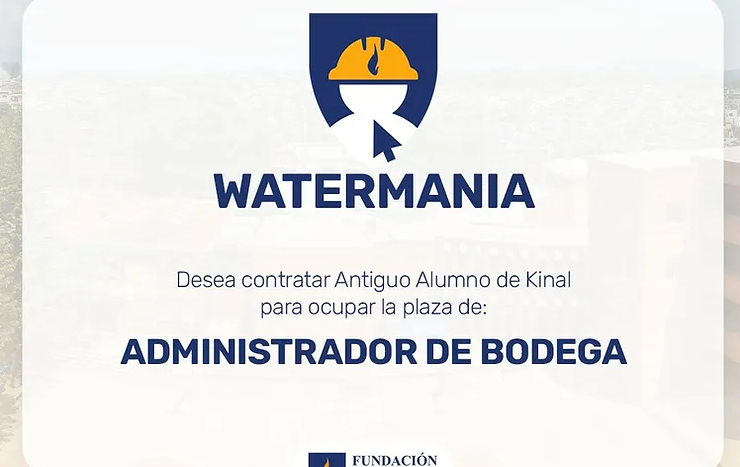 WATERMANIA
Desea contratar Antiguo Alumno de Kinal
para ocupar la plaza de:
ADMINISTRADOR DE BODEGA
FUNDACIÓN